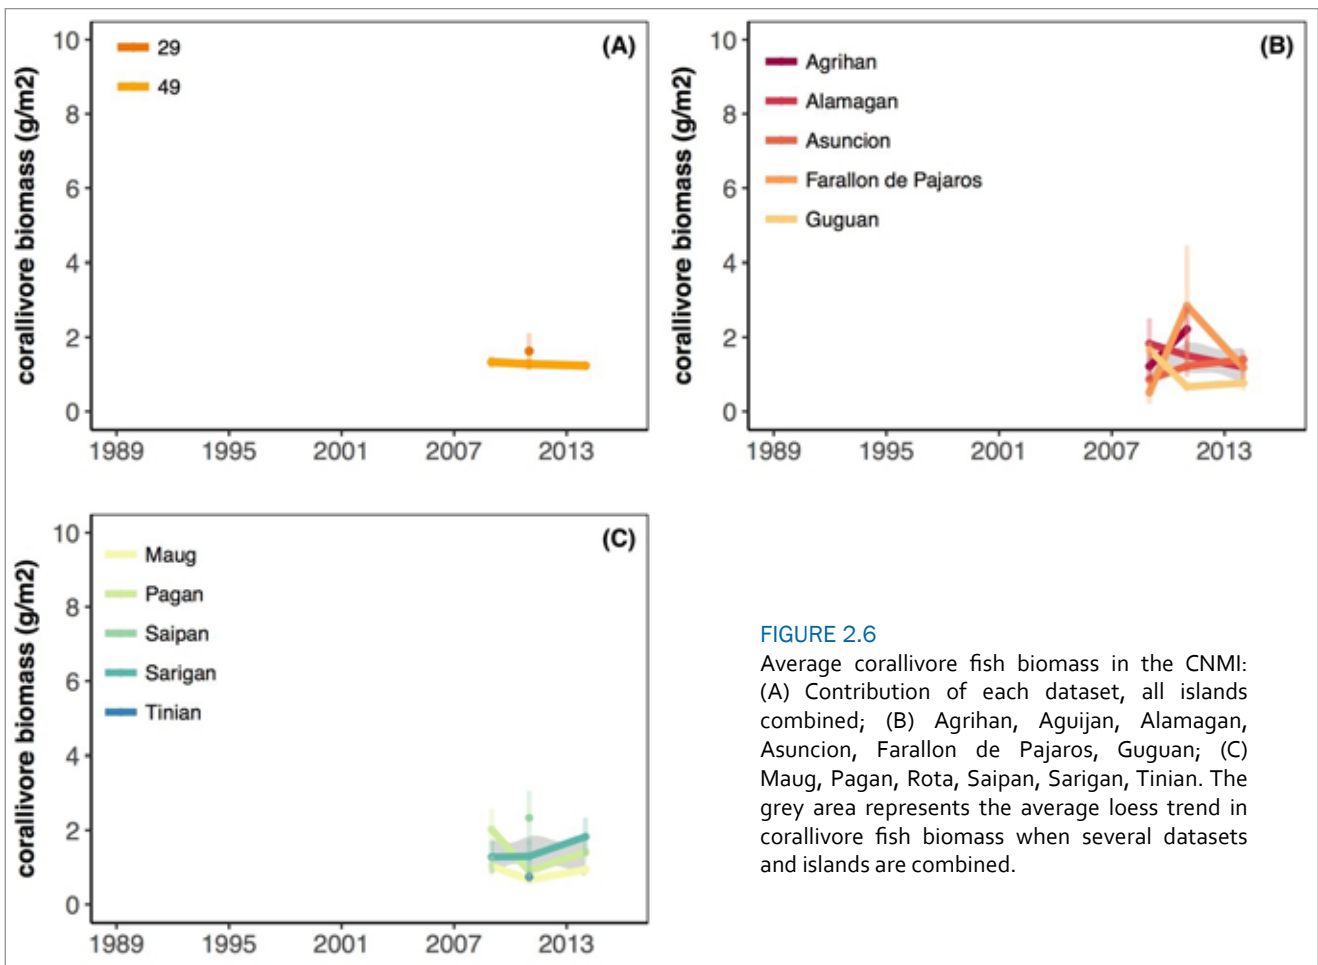 corallivore biomass (g/m2)
10
8
6
4
2
0
29
49
(A)
1989 1995 2001 2007 2013
corallivore biomass (g/m2)
10
8
6
4
2
0
Agrihan
Alamagan
Asuncion
Farallon de Pajaros
Guguan
(B)
1989 1995 2001 2007 2013
corallivore biomass (g/m2)
10
8
6
4
2
0
Maug
Pagan
Saipan
Sarigan
Tinian
(C)
1989 1995 2001 2007 2013
FIGURE 2.6
Average corallivore fish biomass in the CNMI:
(A) Contribution of each dataset, all islands
combined; (B) Agrihan, Aguijan, Alamagan,
Asuncion, Farallon de Pajaros, Guguan; (C)
Maug, Pagan, Rota, Saipan, Sarigan, Tinian. The
grey area represents the average loess trend in
corallivore fish biomass when several datasets
and islands are combined.